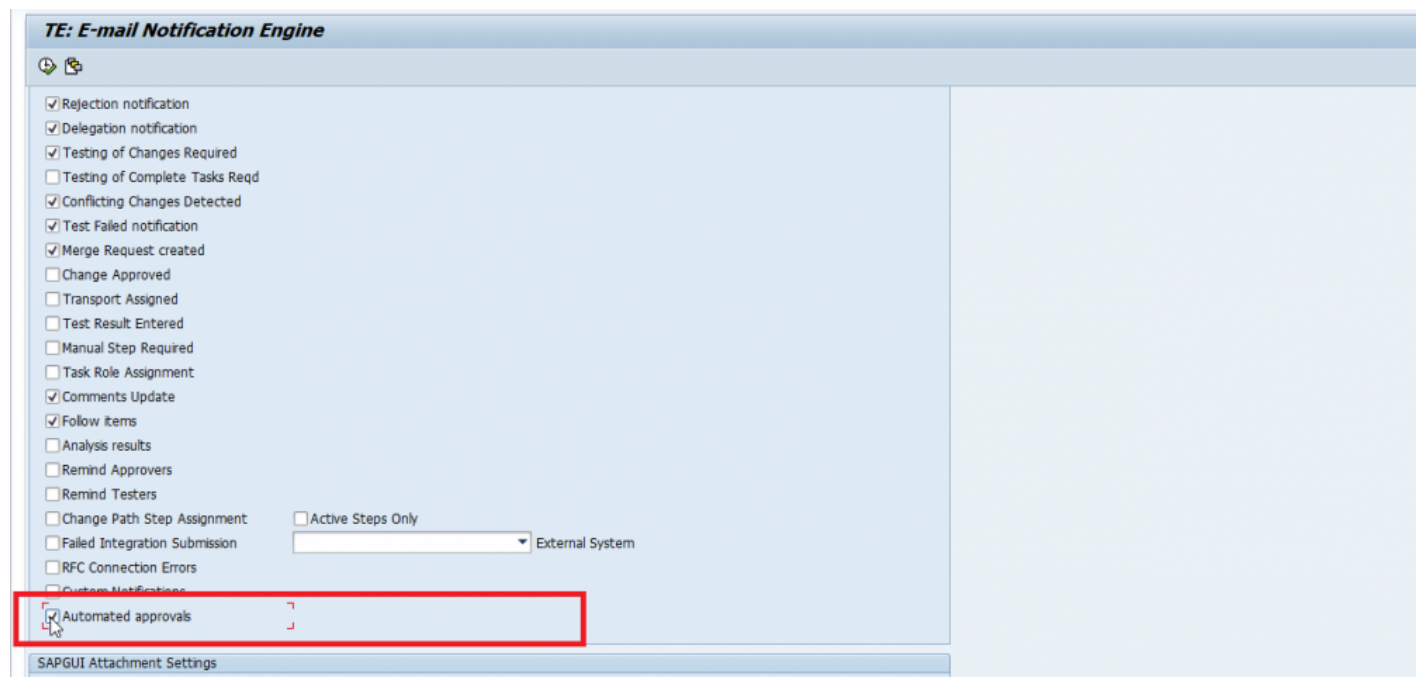 TE: E-mail Notification Engine
Rejection notification
Delegation notification
Testing of Changes Required
Testing of Complete Tasks Reqd
Conflicting Changes Detected
Test Failed notification
Merge Request created
Change Approved
Transport Assigned
Test Result Entered
Manual Step Required
Task Role Assignment
Comments Update
Follow items
Analysis results
Remind Approvers
Remind Testers
Change Path Step Assignment Active Steps Only
Failed Integration Submission External System
RFC Connection Errors
Custom Notifications
Automated approvals
SAPGUI Attachment Settings